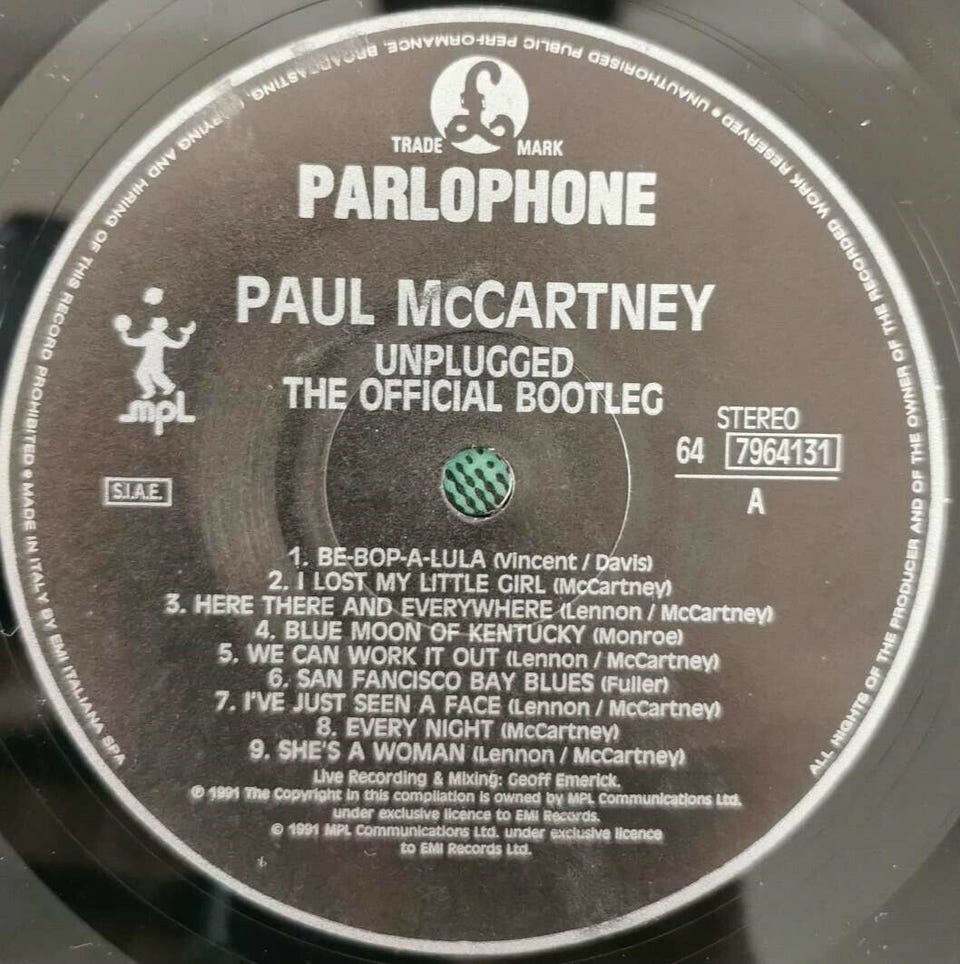 TRADE MARK
PARLOPHONE
PAUL McCARTNEY
UNPLUGGED
THE OFFICIAL BOOTLEG
mpl
STEREO
64 7964131
A
S.I.A.E.
1. BE-BOP-A-LULA (Vincent / Davis)
2. I LOST MY LITTLE GIRL (McCartney)
3. HERE THERE AND EVERYWHERE (Lennon / McCartney)
4. BLUE MOON OF KENTUCKY (Monroe)
5. WE CAN WORK IT OUT (Lennon / McCartney)
6. SAN FANCISCO BAY BLUES (Fuller)
7. I'VE JUST SEEN A FACE (Lennon / McCartney)
8. EVERY NIGHT (McCartney)
9. SHE'S A WOMAN (Lennon / McCartney)
Live Recording & Mixing: Geoff Emerick.
℗ 1991 The Copyright in this compilation is owned by MPL Communications Ltd.
under exclusive licence to EMI Records.
© 1991 MPL Communications Ltd. under exclusive licence
to EMI Records Ltd.
ALL RIGHTS OF THE PRODUCER AND OF THE OWNER OF THE RECORDED WORK RESERVED • UNAUTHORISED PUBLIC PERFORMANCE, BROADCASTING, COPYING AND HIRING OF THIS RECORD PROHIBITED • MADE IN ITALY BY EMI ITALIANA SPA